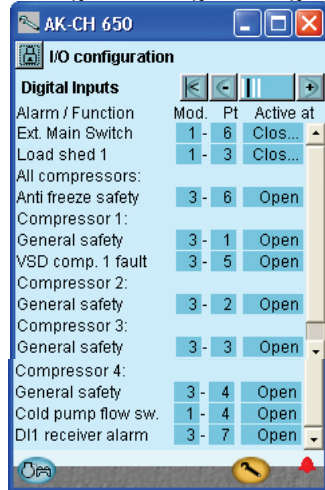 AK-CH 650
I/O configuration
Digital Inputs
Alarm / Function Mod. Pt Active at
Ext. Main Switch 1 - 6 Clos...
Load shed 1 1 - 3 Clos...
All compressors:
Anti freeze safety 3 - 6 Open
Compressor 1:
General safety 3 - 1 Open
VSD comp. 1 fault 3 - 5 Open
Compressor 2:
General safety 3 - 2 Open
Compressor 3:
General safety 3 - 3 Open
Compressor 4:
General safety 3 - 4 Open
Cold pump flow sw. 1 - 4 Open
DI1 receiver alarm 3 - 7 Open